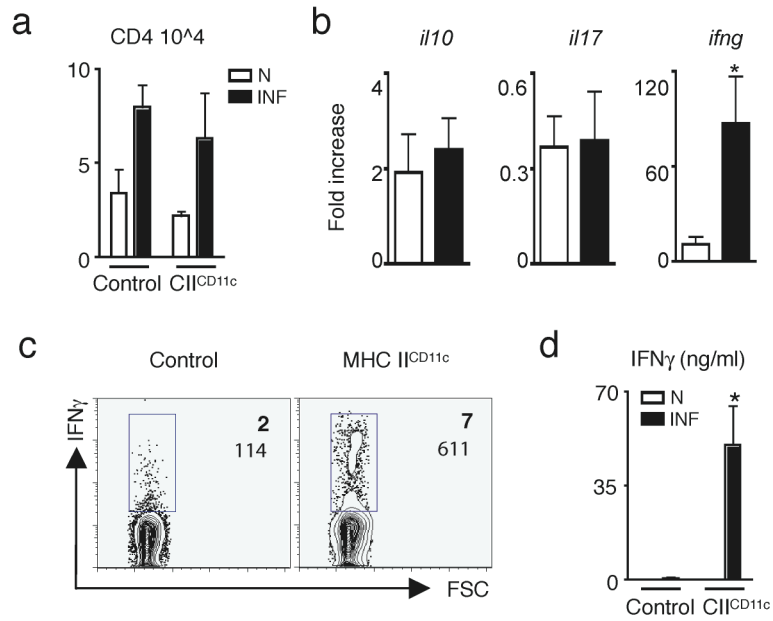 a
CD4 10^4
10
5
0
N
INF
Control CII^CD11c
b
il10
il17
ifng
Fold increase
4
2
0
0.6
0.3
0
120
60
0
*
c
Control
MHC II^CD11c
IFNγ
2
114
7
611
FSC
d
IFNγ (ng/ml)
70
35
0
N
INF
*
Control CII^CD11c